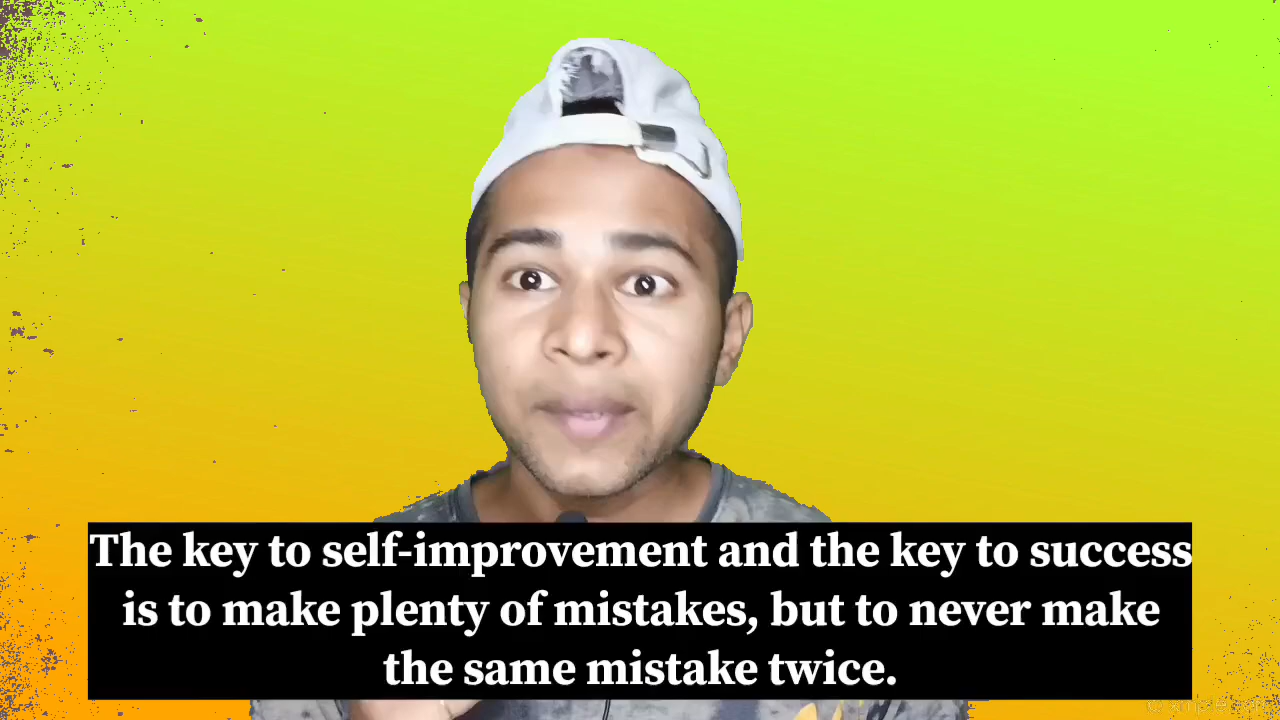 The key to self-improvement and the key to success
is to make plenty of mistakes, but to never make
the same mistake twice.